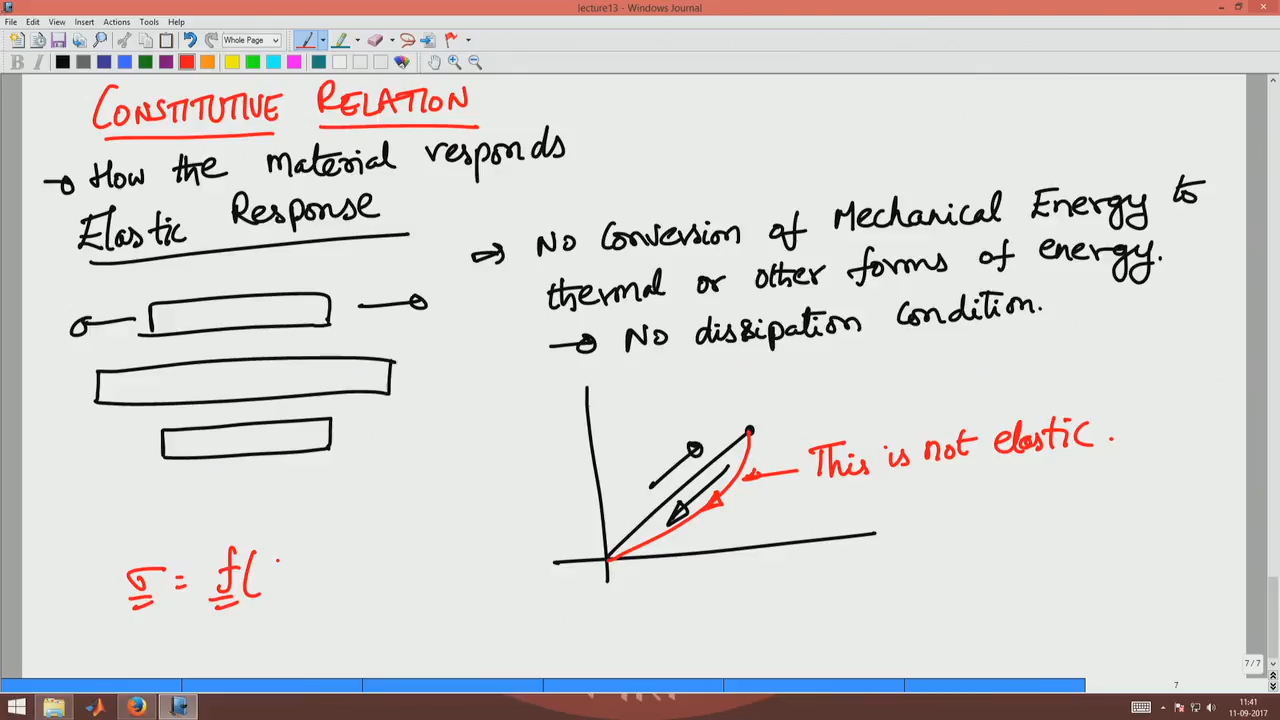 lecture13 - Windows Journal
File Edit View Insert Actions Tools Help
Whole Page
B I
CONSTITUTIVE RELATION
How the material responds
Elastic Response
No conversion of Mechanical Energy to
thermal or other forms of energy.
No dissipation condition.
This is not elastic.
σ = f(
7/7
7
11:41
11-09-2017